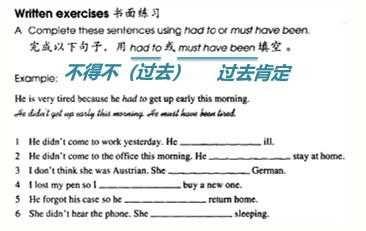 Written exercises 书面练习
A Complete these sentences using had to or must have been.
完成以下句子，用 had to 或 must have been 填空。
不得不（过去） 过去肯定
Example:
He is very tired because he had to get up early this morning.
He didn't get up early this morning. He must have been tired.
1 He didn't come to work yesterday. He ____________ ill.
2 He didn't come to the office this morning. He ____________ stay at home.
3 I don't think she was Austrian. She ____________ German.
4 I lost my pen so I ____________ buy a new one.
5 He forgot his case so he ____________ return home.
6 She didn't hear the phone. She ____________ sleeping.